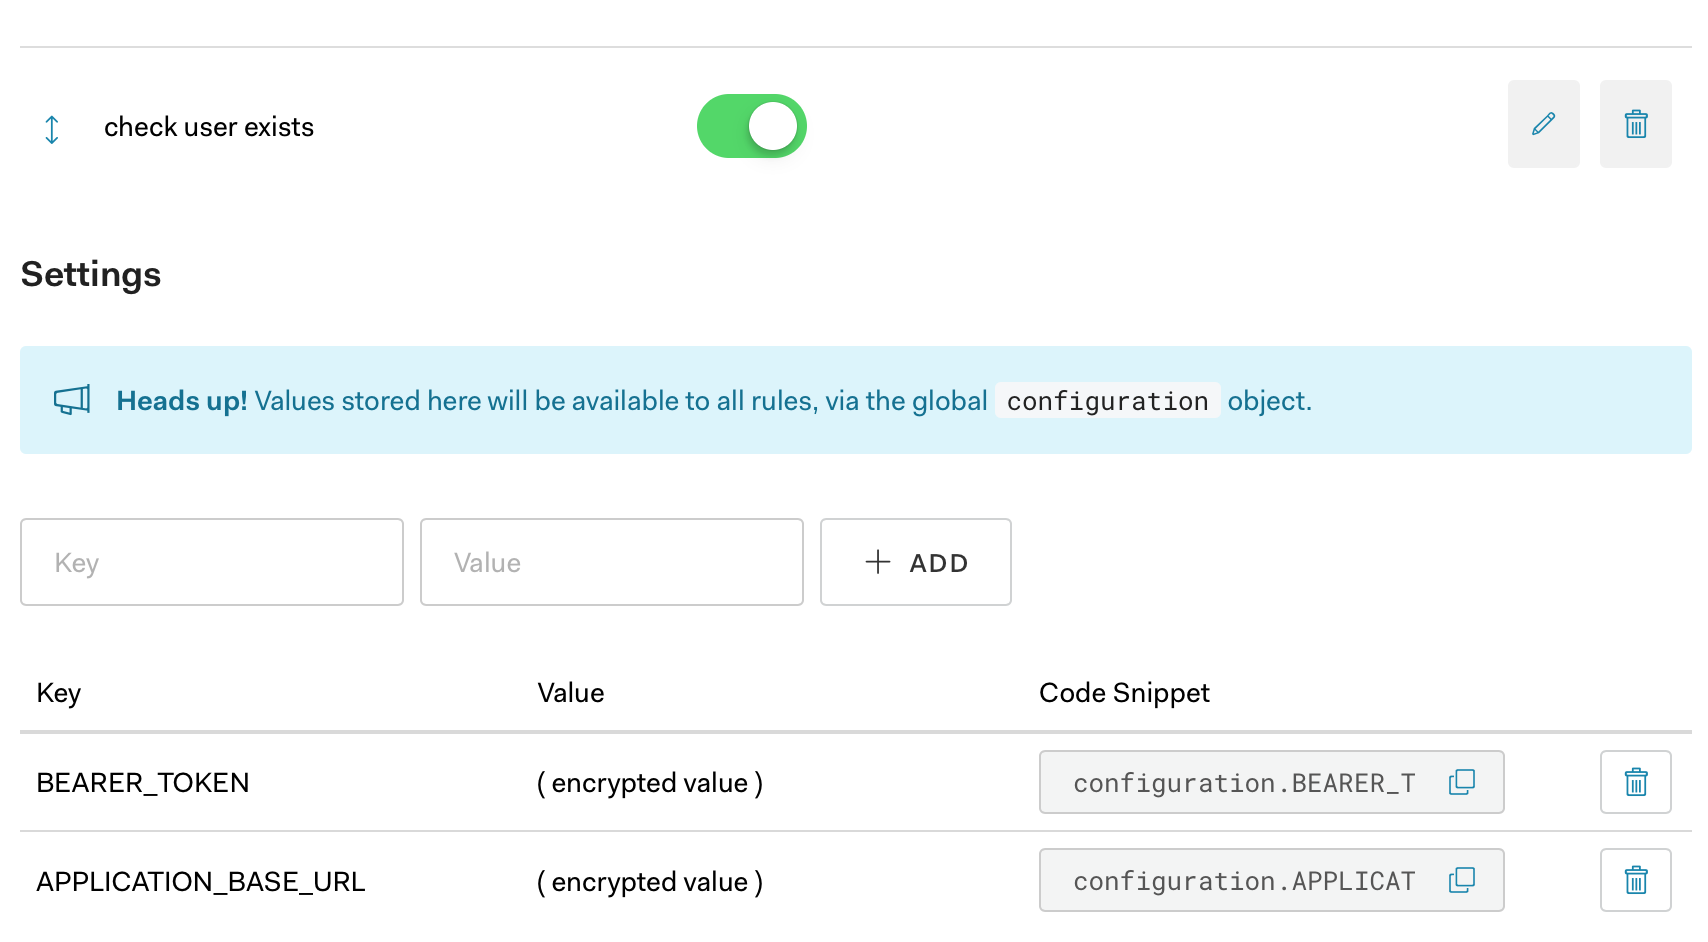 check user exists
Settings
Heads up! Values stored here will be available to all rules, via the global configuration object.
Key Value ADD
Key Value Code Snippet
BEARER_TOKEN ( encrypted value ) configuration.BEARER_T
APPLICATION_BASE_URL ( encrypted value ) configuration.APPLICAT